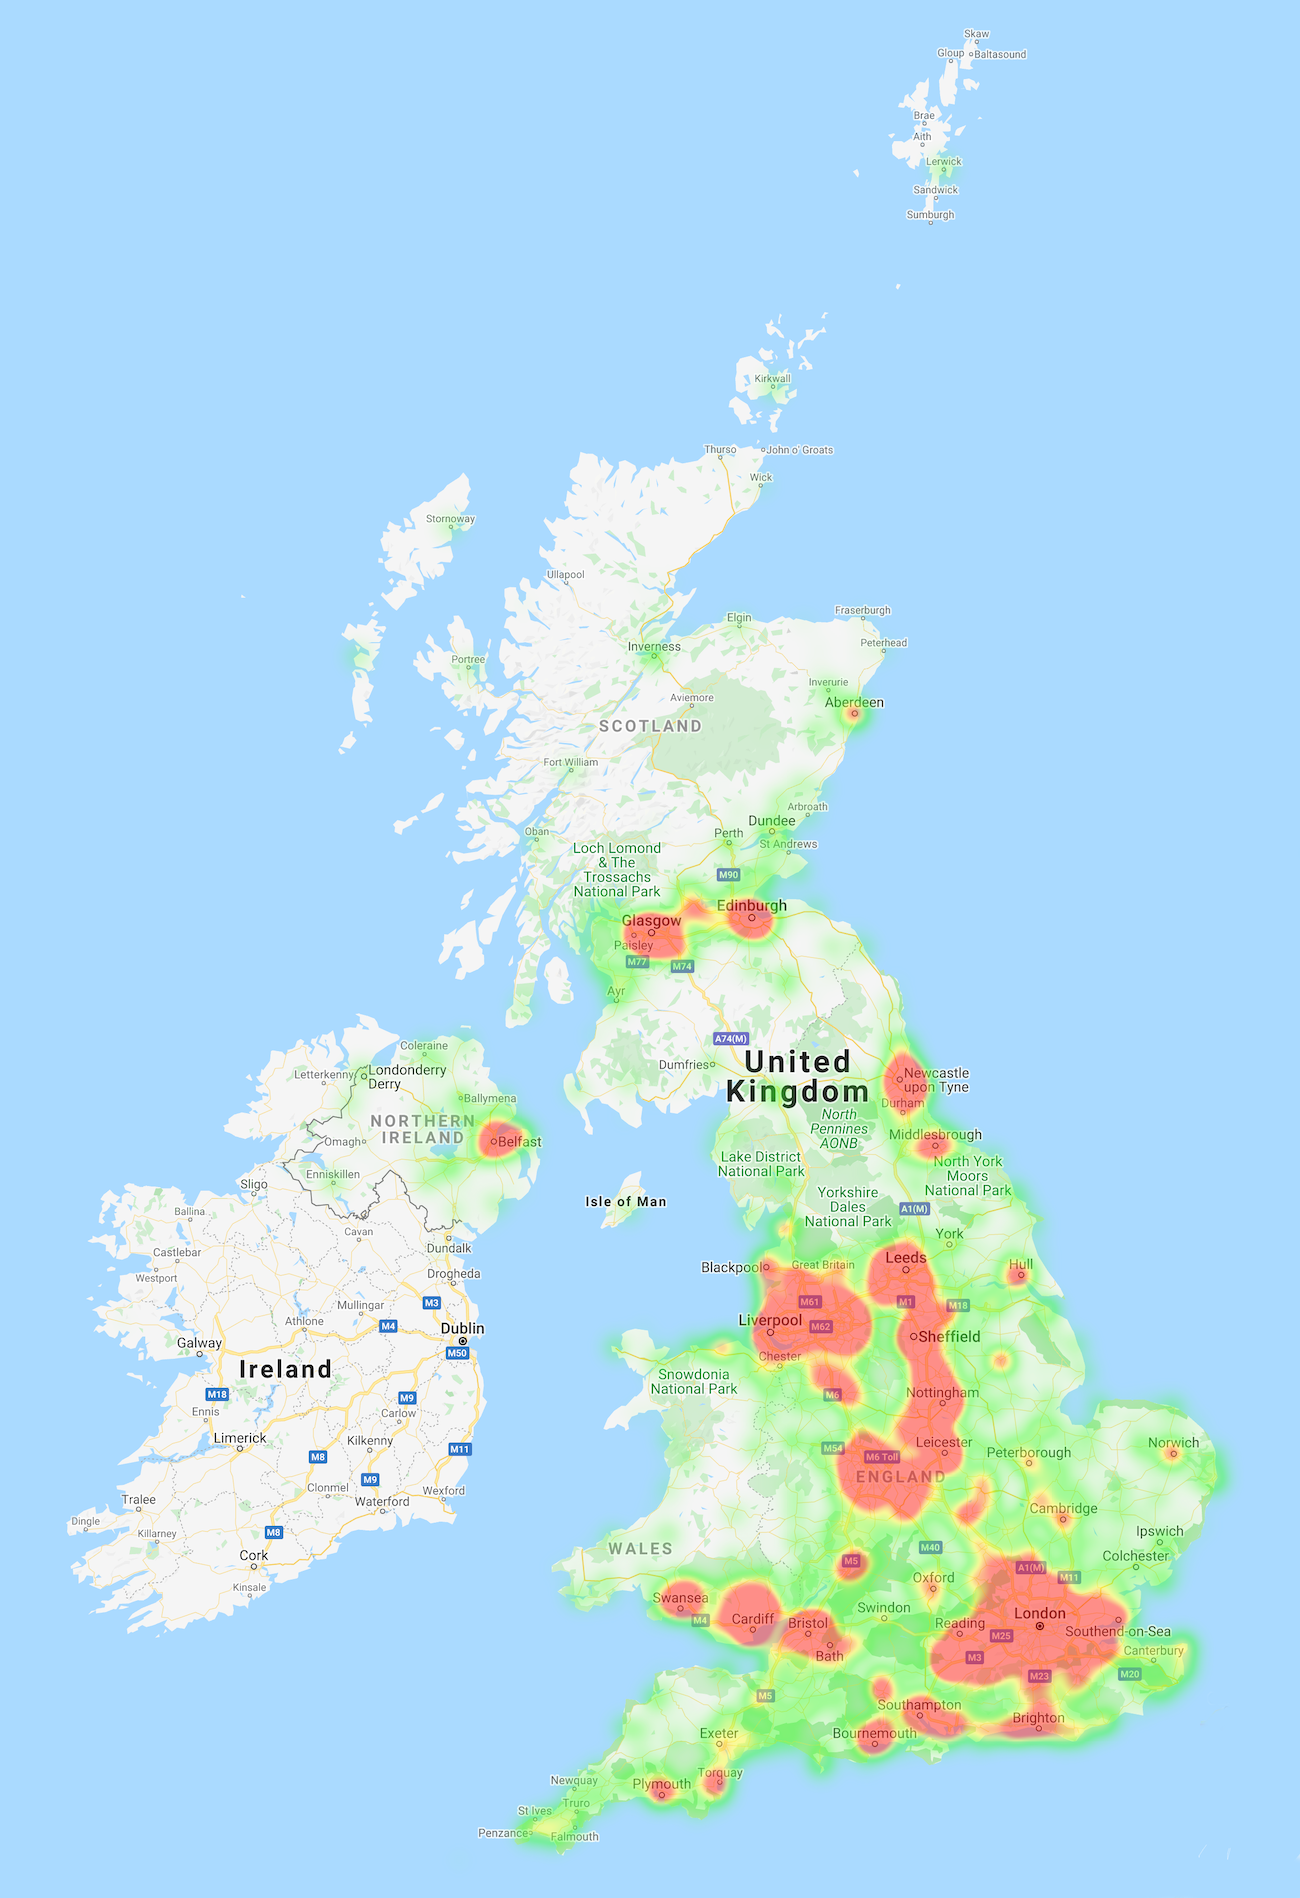 Skaw
Gloup
Baltasound
Brae
Aith
Lerwick
Sandwick
Sumburgh
Kirkwall
Thurso
John o' Groats
Wick
Stornoway
Ullapool
Elgin
Fraserburgh
Inverness
Peterhead
Portree
Inverurie
Aviemore
Aberdeen
SCOTLAND
Fort William
Arbroath
Dundee
Oban
Perth
St Andrews
Loch Lomond
& The
Trossachs
National Park
M90
Edinburgh
Glasgow
Paisley
M77
M74
Ayr
A74(M)
Coleraine
United
Kingdom
Londonderry
Derry
Letterkenny
Dumfries
Newcastle
upon Tyne
Ballymena
Durham
North
Pennines
AONB
NORTHERN
IRELAND
Omagh
Belfast
Middlesbrough
Lake District
National Park
North York
Moors
National Park
Enniskillen
Sligo
Isle of Man
Yorkshire
Dales
National Park
A1(M)
Ballina
Cavan
York
Dundalk
Castlebar
Westport
Blackpool
Great Britain
Leeds
Hull
Drogheda
M3
M61
M1
M18
Mullingar
Athlone
M4
Dublin
Liverpool
M62
Sheffield
Galway
M50
Chester
Ireland
Snowdonia
National Park
M18
M9
M6
Nottingham
Ennis
Carlow
Limerick
Kilkenny
M11
M8
M54
M6 Toll
Leicester
Peterborough
Norwich
ENGLAND
M9
Clonmel
Wexford
Tralee
Waterford
Cambridge
Dingle
Killarney
M8
Ipswich
WALES
M40
Cork
M5
A1(M)
M11
Colchester
Kinsale
Oxford
Swansea
Swindon
M4
Cardiff
Bristol
Reading
London
Southend-on-Sea
M25
Bath
M3
Canterbury
M23
M20
M5
Southampton
Brighton
Exeter
Bournemouth
Torquay
Newquay
Plymouth
Truro
St Ives
Penzance
Falmouth